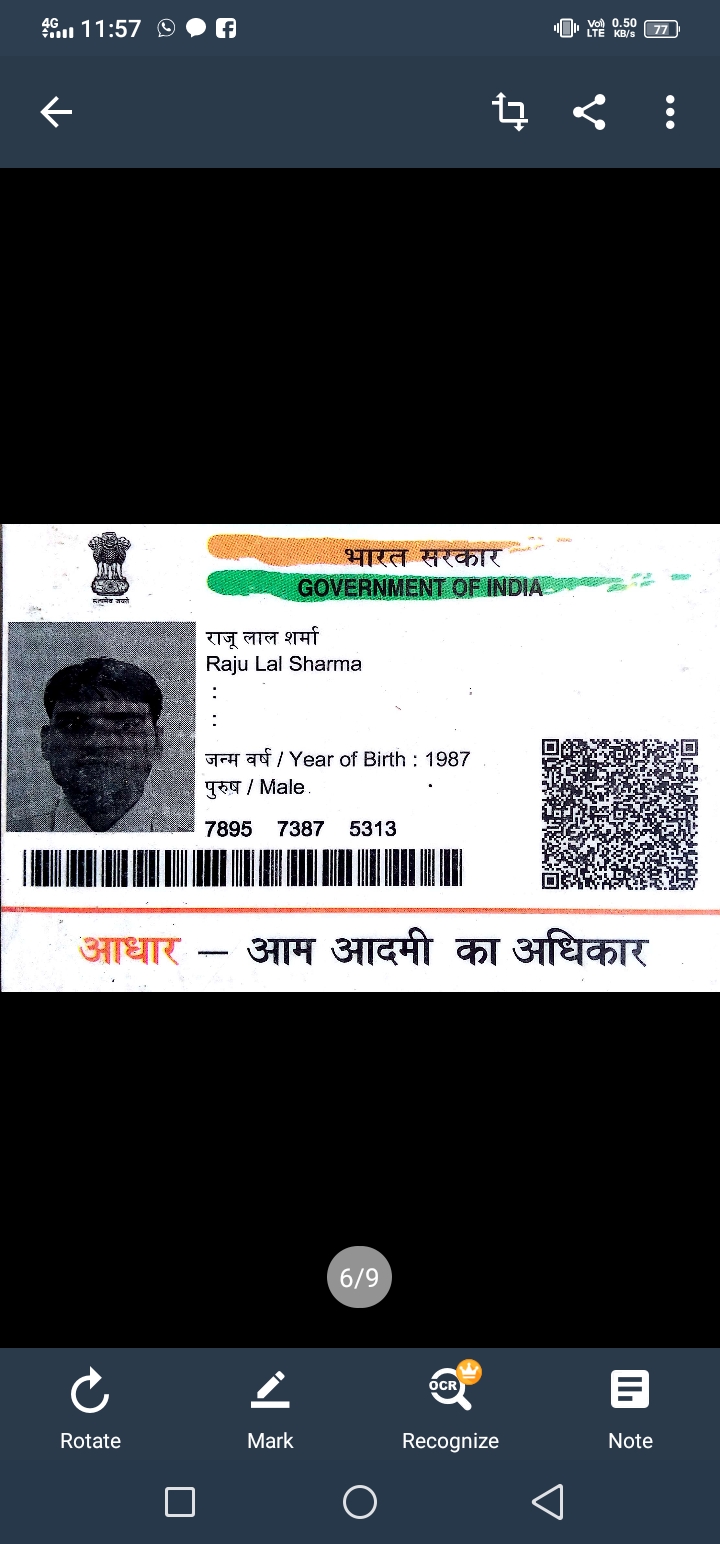 4G 11:57 Vo) LTE 0.50 KB/s 77
सत्यमेव जयते
भारत सरकार
GOVERNMENT OF INDIA
राजू लाल शर्मा
Raju Lal Sharma
:
:
जन्म वर्ष / Year of Birth : 1987
पुरुष / Male
7895 7387 5313
आधार – आम आदमी का अधिकार
6/9
OCR
Rotate Mark Recognize Note